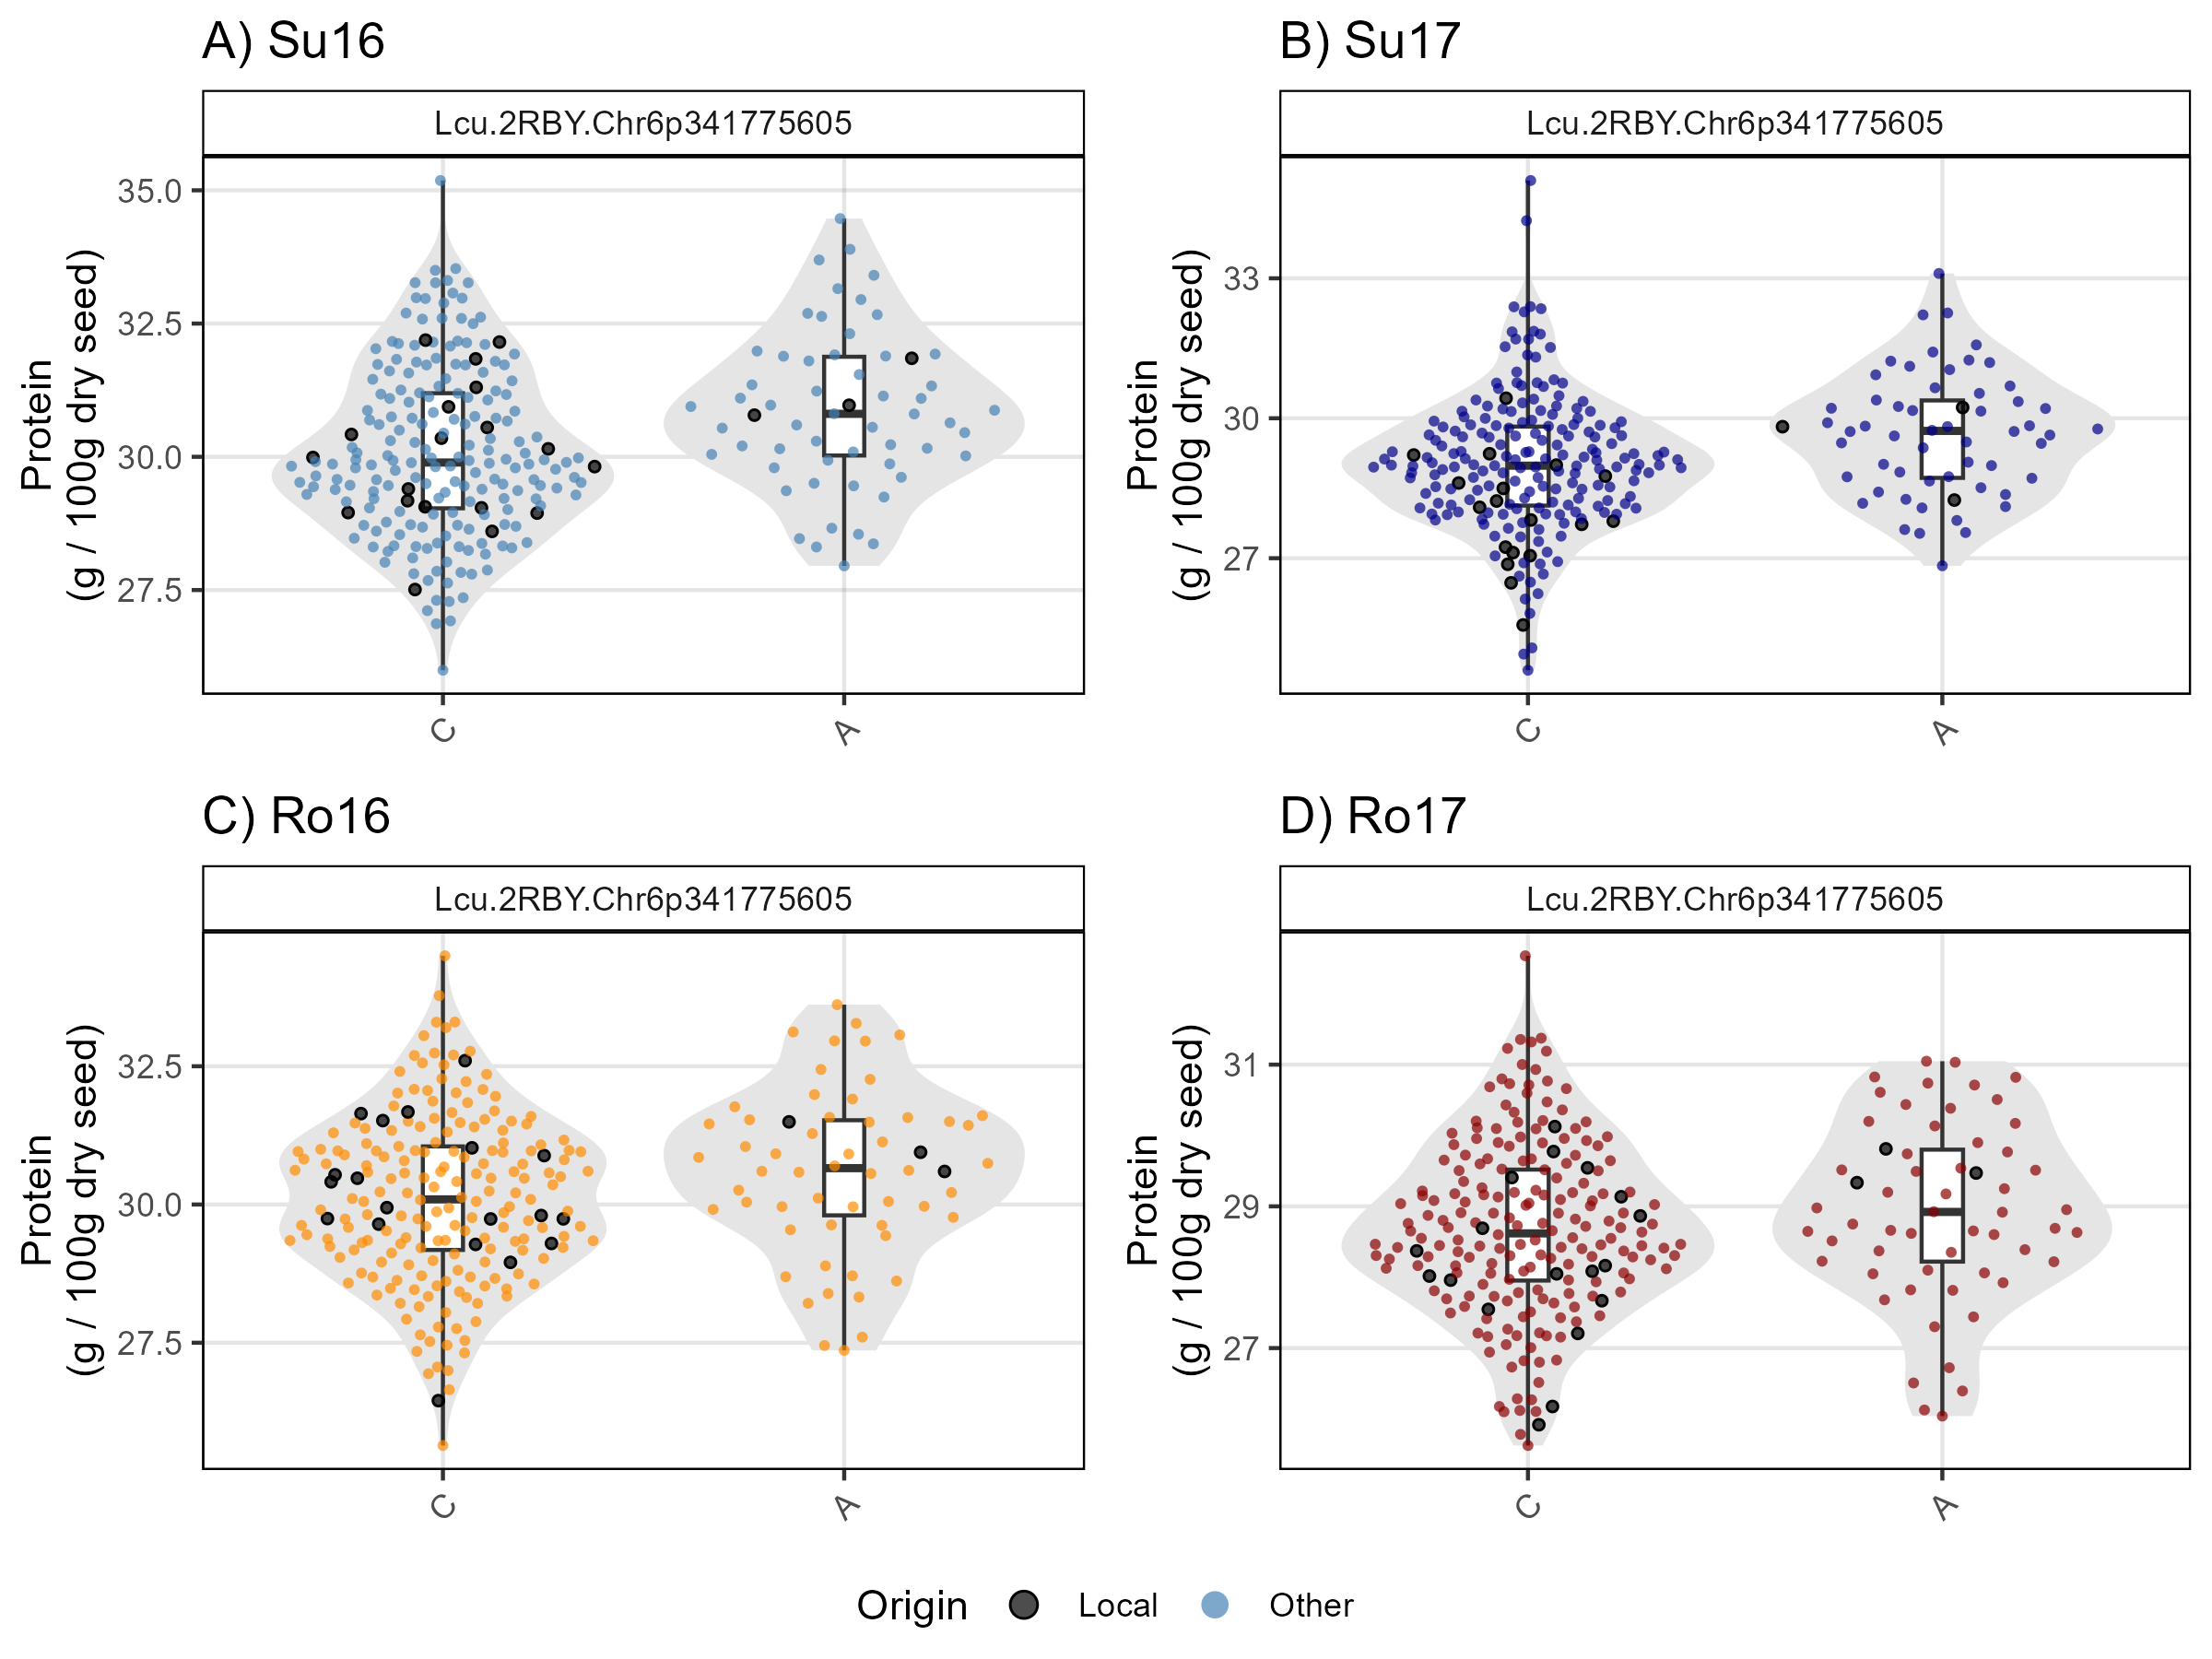 A) Su16
Lcu.2RBY.Chr6p341775605
Protein
(g / 100g dry seed)
35.0
32.5
30.0
27.5
C
A
B) Su17
Lcu.2RBY.Chr6p341775605
Protein
(g / 100g dry seed)
33
30
27
C
A
C) Ro16
Lcu.2RBY.Chr6p341775605
Protein
(g / 100g dry seed)
32.5
30.0
27.5
C
A
D) Ro17
Lcu.2RBY.Chr6p341775605
Protein
(g / 100g dry seed)
31
29
27
C
A
Origin Local Other